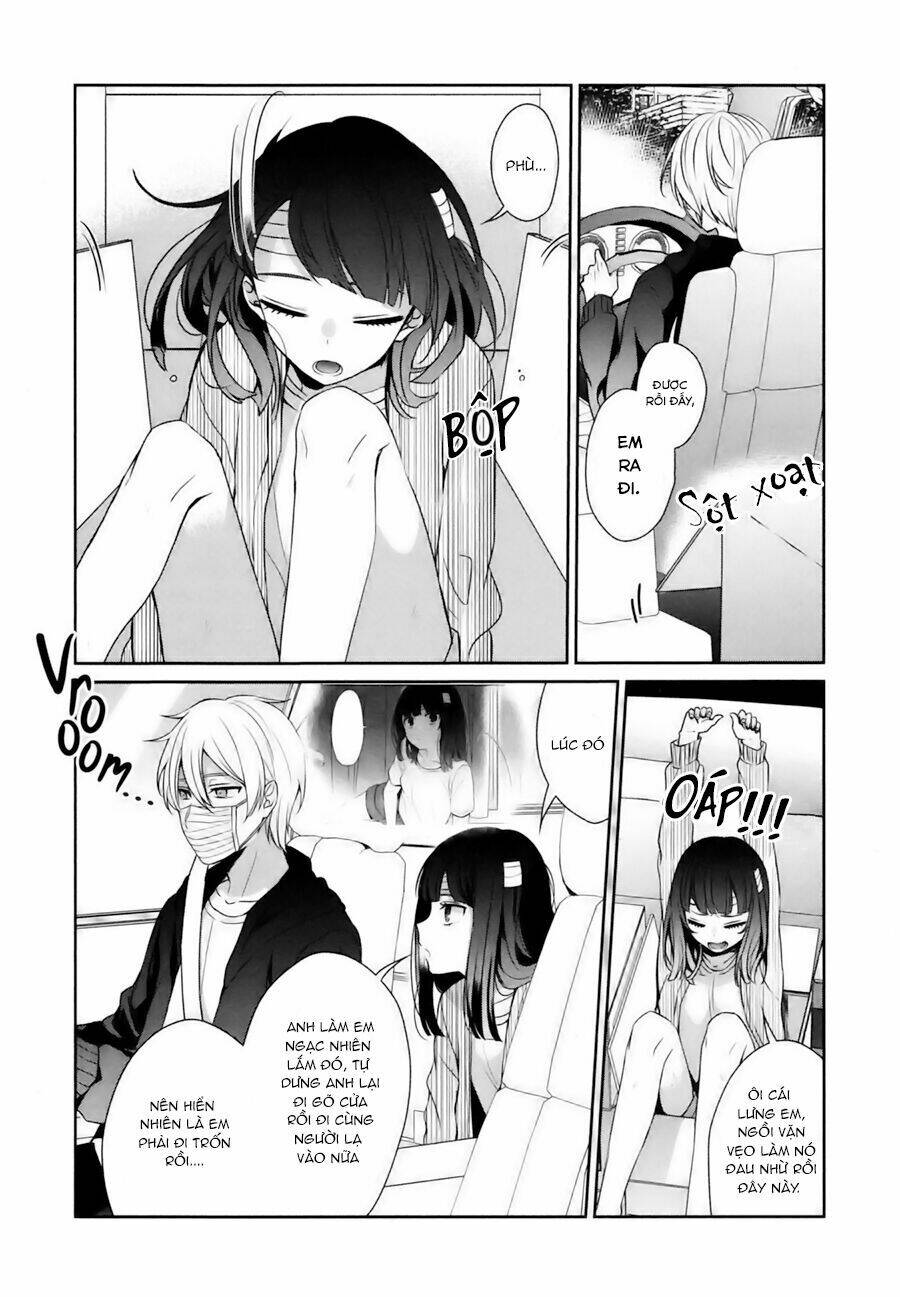 ĐƯỢC
RỒI ĐẤY,
EM
RA
ĐI.
Sột xoạt
PHÙ...
BỘP
OÁP!!!
ÔI CÁI
LƯNG EM,
NGỒI VẶN
VẸO LÀM NÓ
ĐAU NHỪ RỒI
ĐÂY NÀY.
Vrooom...
LÚC ĐÓ
...
ANH LÀM EM
NGẠC NHIÊN
LẮM ĐÓ, TỰ
DƯNG ANH LẠI
ĐI GÕ CỬA
RỒI ĐI CÙNG
NGƯỜI LẠ
VÀO NỮA
NÊN HIỂN
NHIÊN LÀ EM
PHẢI ĐI TRỐN
RỒI....